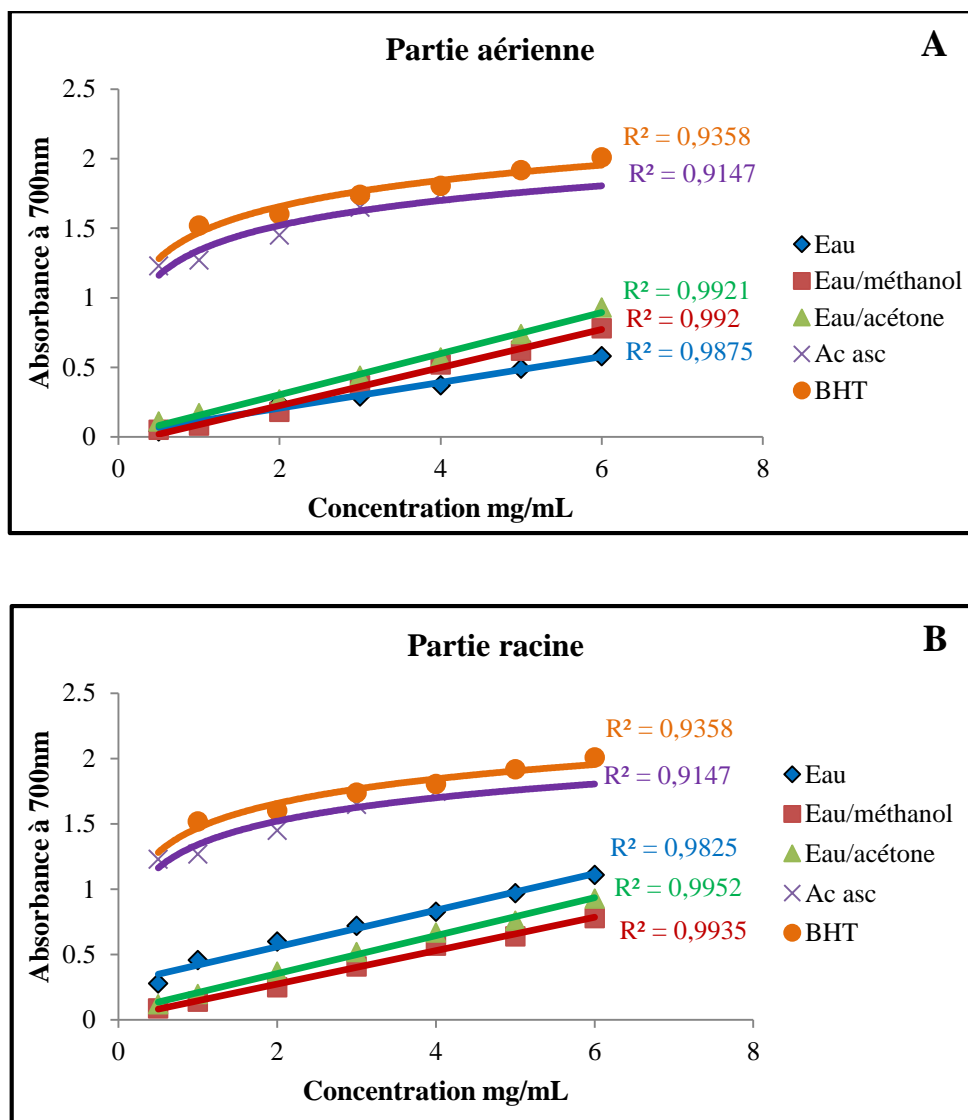 Partie aérienne
A
Absorbance à 700nm
2.5
2
1.5
1
0.5
0
0 2 4 6 8
Concentration mg/mL
R² = 0,9358
R² = 0,9147
R² = 0,9921
R² = 0,992
R² = 0,9875
Eau
Eau/méthanol
Eau/acétone
Ac asc
BHT
Partie racine
B
Absorbance à 700nm
2.5
2
1.5
1
0.5
0
0 2 4 6 8
Concentration mg/mL
R² = 0,9358
R² = 0,9147
R² = 0,9825
R² = 0,9952
R² = 0,9935
Eau
Eau/méthanol
Eau/acétone
Ac asc
BHT